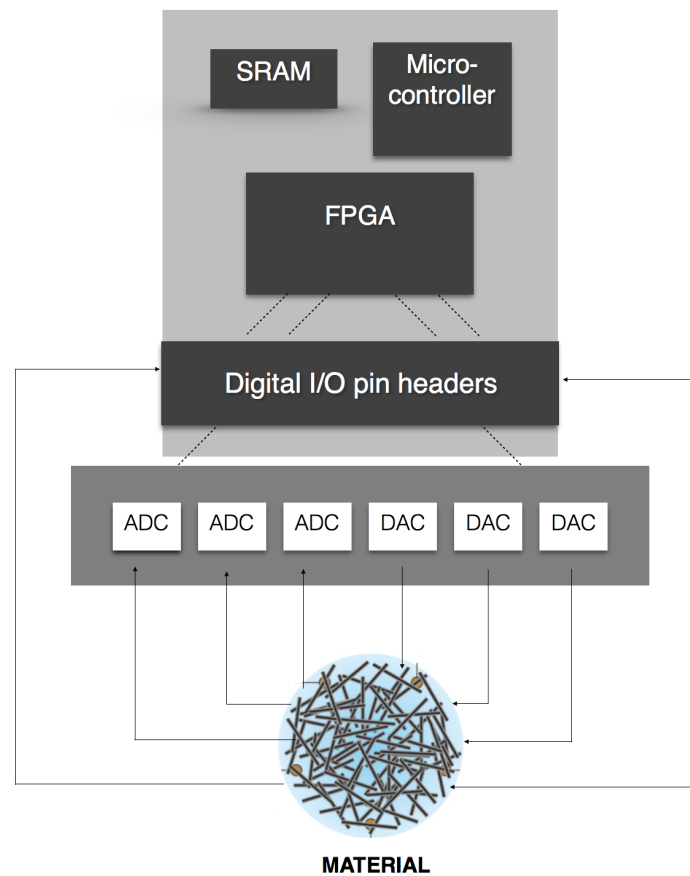 SRAM
Micro-
controller
FPGA
Digital I/O pin headers
ADC ADC ADC DAC DAC DAC
MATERIAL